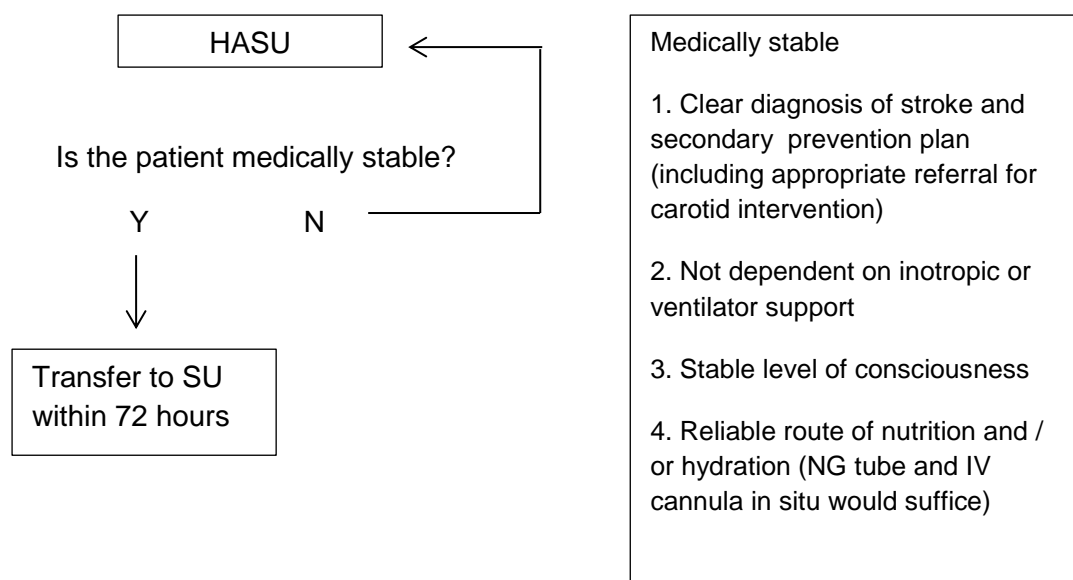 HASU
Is the patient medically stable?
Y N
Transfer to SU
within 72 hours
Medically stable
1. Clear diagnosis of stroke and
secondary prevention plan
(including appropriate referral for
carotid intervention)
2. Not dependent on inotropic or
ventilator support
3. Stable level of consciousness
4. Reliable route of nutrition and /
or hydration (NG tube and IV
cannula in situ would suffice)